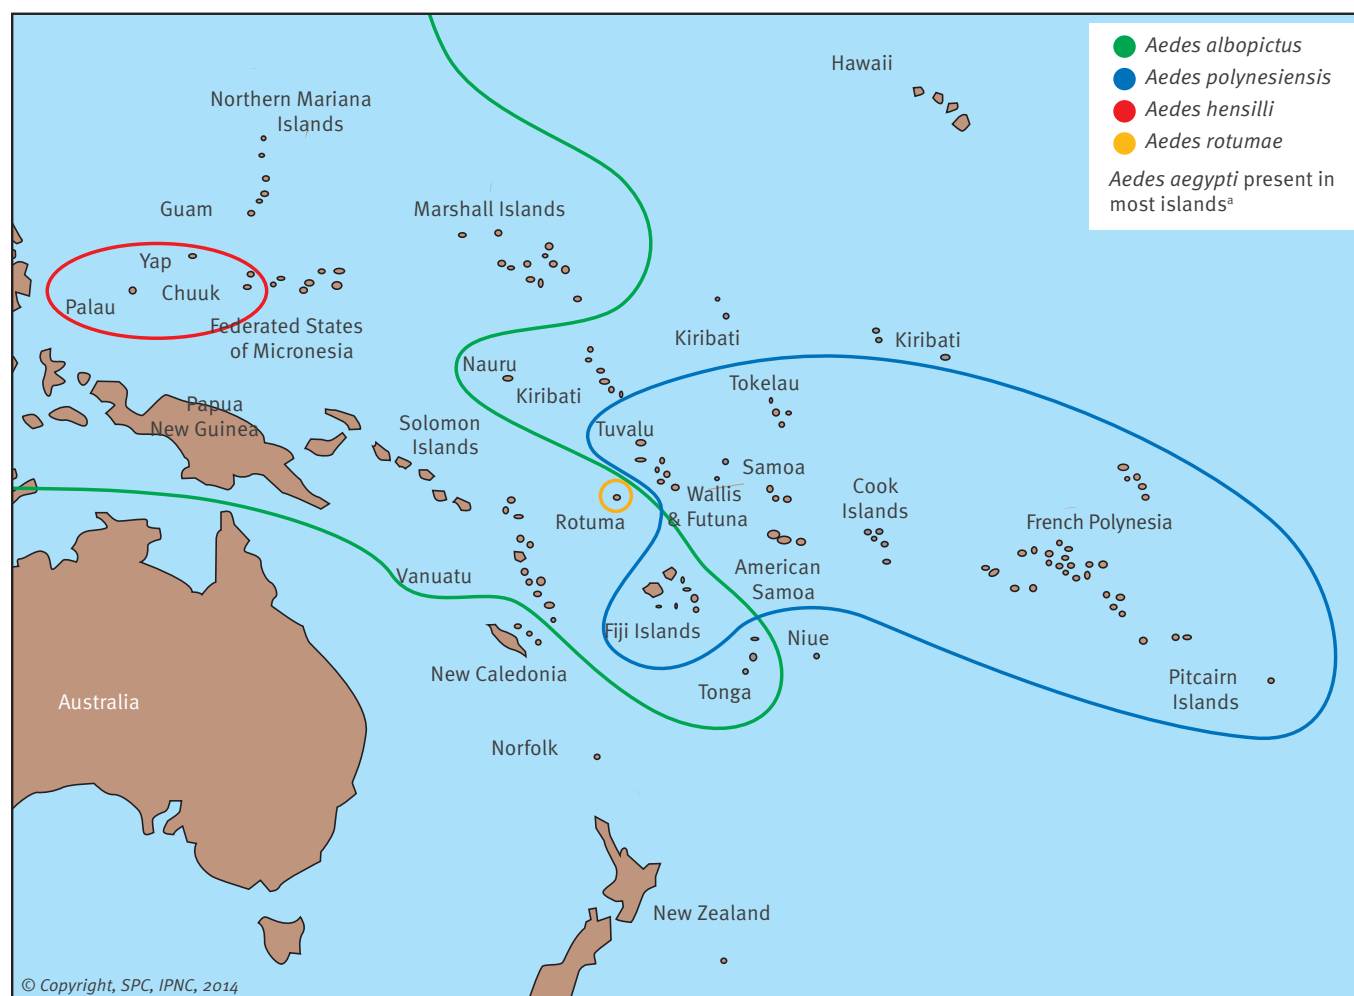 Aedes albopictus
Aedes polynesiensis
Aedes hensilli
Aedes rotumae
Aedes aegypti present in
most islandsᵃ
Hawaii
Northern Mariana
Islands
Guam
Marshall Islands
Yap
Chuuk
Palau
Federated States
of Micronesia
Kiribati
Kiribati
Nauru
Kiribati
Tokelau
Papua
New Guinea
Solomon
Islands
Tuvalu
Samoa
Wallis
& Futuna
Cook
Islands
Rotuma
French Polynesia
Vanuatu
American
Samoa
Fiji Islands
Niue
New Caledonia
Tonga
Pitcairn
Islands
Australia
Norfolk
New Zealand
© Copyright, SPC, IPNC, 2014